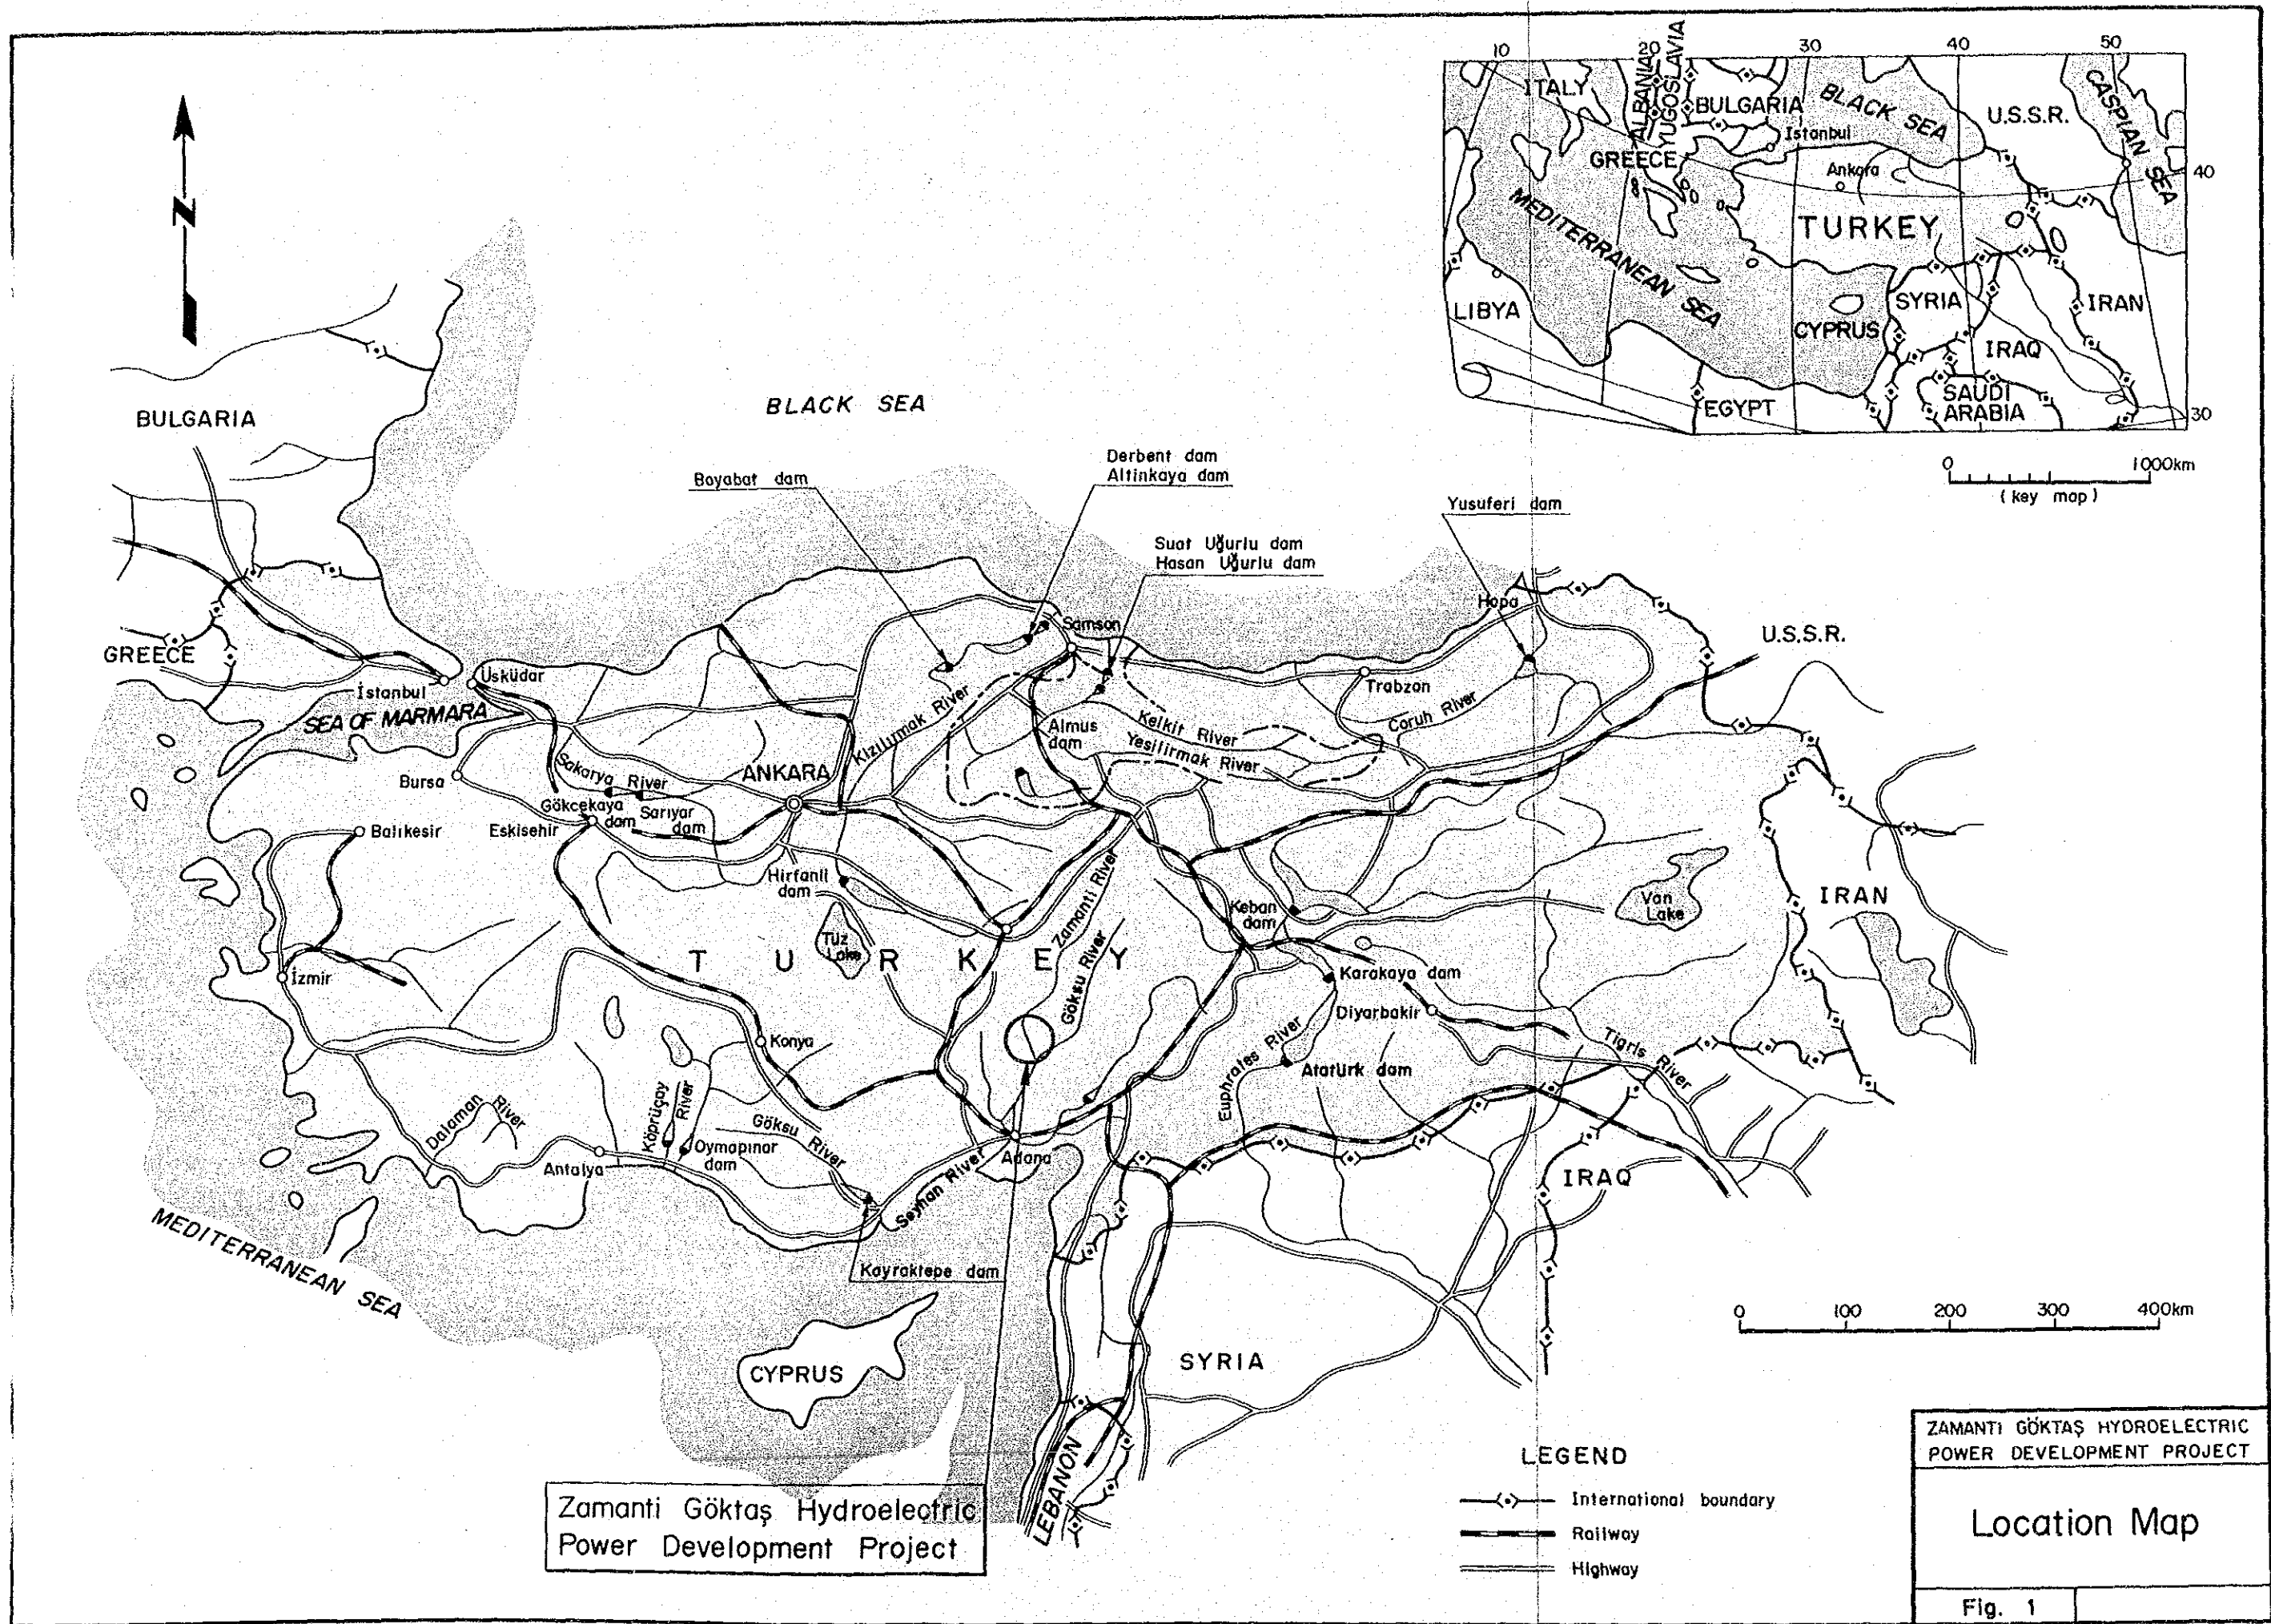 10 20 30 40 50
ITALY
ALBANIA
YUGOSLAVIA
BULGARIA
BLACK SEA
U.S.S.R.
CASPIAN SEA
Istanbul
GREECE
Ankara
40
TURKEY
MEDITERRANEAN SEA
LIBYA
CYPRUS
SYRIA
IRAN
IRAQ
SAUDI
ARABIA
EGYPT
30
0 1000km
(key map)
N
BULGARIA
BLACK SEA
Boyabat dam
Derbent dam
Altinkaya dam
Suat Uğurlu dam
Hasan Uğurlu dam
Yusuferi dam
Hopa
U.S.S.R.
GREECE
Samson
Üsküdar
İstanbul
SEA OF MARMARA
Trabzon
Kızılırmak River
Almus
dam
Kelkit River
Yesilirmak River
Coruh River
Bursa
Sakarya River
ANKARA
Gökcekaya
dam
Sarıyar
dam
Balıkesir
Eskisehir
Hirfanlı
dam
Zamantı River
Keban
dam
Van
Lake
IRAN
Tüz
Lake
TURKEY
Göksu River
İzmir
Karakaya dam
Diyarbakir
Konya
Euphrates River
Tigris River
Atatürk dam
Dalaman River
Köprüçay
River
Göksu River
Oymapınar
dam
Antalya
Adana
Seyhan River
IRAQ
MEDITERRANEAN SEA
Kayraktepe dam
0 100 200 300 400km
CYPRUS
SYRIA
LEBANON
Zamanti Göktaş Hydroelectric
Power Development Project
LEGEND
International boundary
Railway
Highway
ZAMANTI GÖKTAŞ HYDROELECTRIC
POWER DEVELOPMENT PROJECT
Location Map
Fig. 1